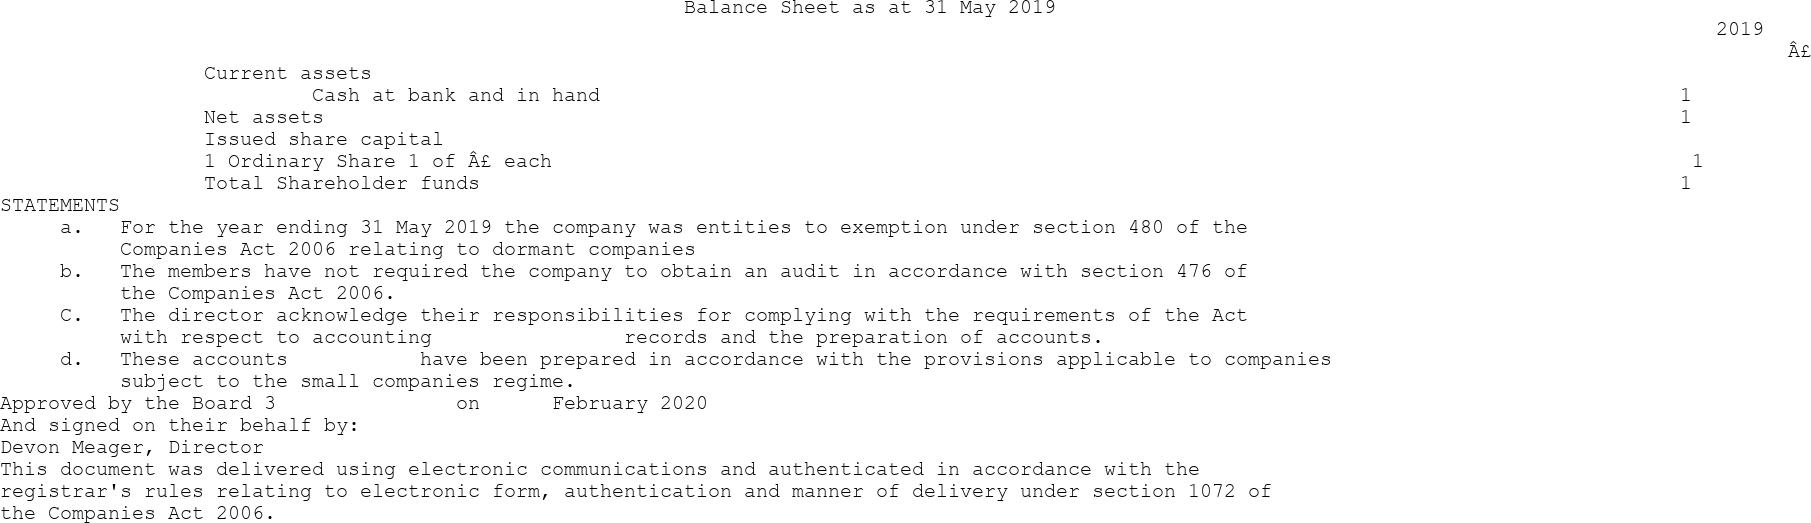 Balance Sheet as at 31 May 2019
2019
Â£
Current assets
Cash at bank and in hand 1
Net assets 1
Issued share capital
1 Ordinary Share 1 of Â£ each 1
Total Shareholder funds 1
STATEMENTS
a. For the year ending 31 May 2019 the company was entities to exemption under section 480 of the
Companies Act 2006 relating to dormant companies
b. The members have not required the company to obtain an audit in accordance with section 476 of
the Companies Act 2006.
C. The director acknowledge their responsibilities for complying with the requirements of the Act
with respect to accounting records and the preparation of accounts.
d. These accounts have been prepared in accordance with the provisions applicable to companies
subject to the small companies regime.
Approved by the Board 3 on February 2020
And signed on their behalf by:
Devon Meager, Director
This document was delivered using electronic communications and authenticated in accordance with the
registrar's rules relating to electronic form, authentication and manner of delivery under section 1072 of
the Companies Act 2006.